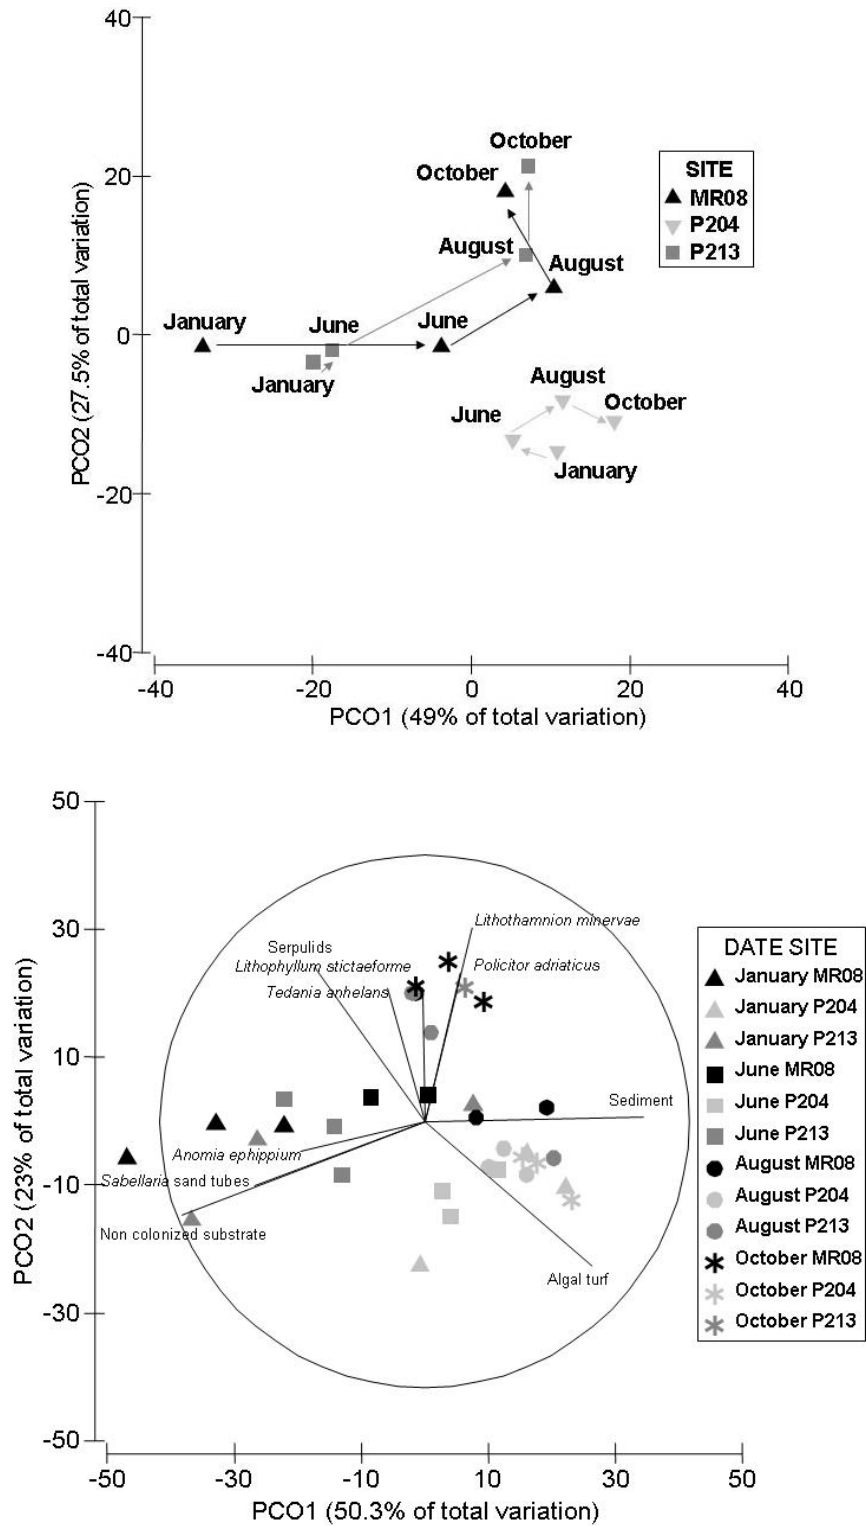 40
20
0
-20
-40
PCO2 (27.5% of total variation)
October
October
August
August
January
June
June
January
August
October
June
January
SITE
MR08
P204
P213
-40
-20
0
20
40
PCO1 (49% of total variation)
50
30
10
-10
-30
-50
PCO2 (23% of total variation)
Lithothamnion minervae
Serpulids
Lithophyllum stictaeforme
Policitor adriaticus
Tedania anhelans
Sediment
Anomia ephippium
Sabellaria sand tubes
Non colonized substrate
Algal turf
DATE SITE
January MR08
January P204
January P213
June MR08
June P204
June P213
August MR08
August P204
August P213
October MR08
October P204
October P213
-50
-30
-10
10
30
50
PCO1 (50.3% of total variation)